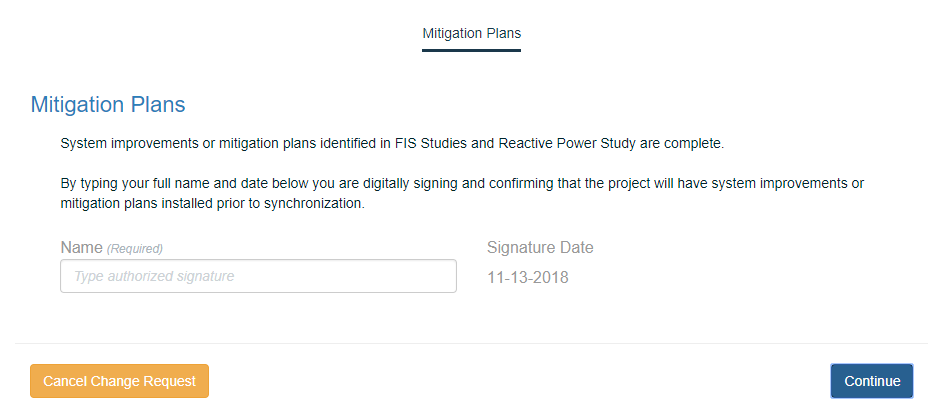 Mitigation Plans
Mitigation Plans
System improvements or mitigation plans identified in FIS Studies and Reactive Power Study are complete.
By typing your full name and date below you are digitally signing and confirming that the project will have system improvements or
mitigation plans installed prior to synchronization.
Name (Required)
Type authorized signature
Signature Date
11-13-2018
Cancel Change Request
Continue